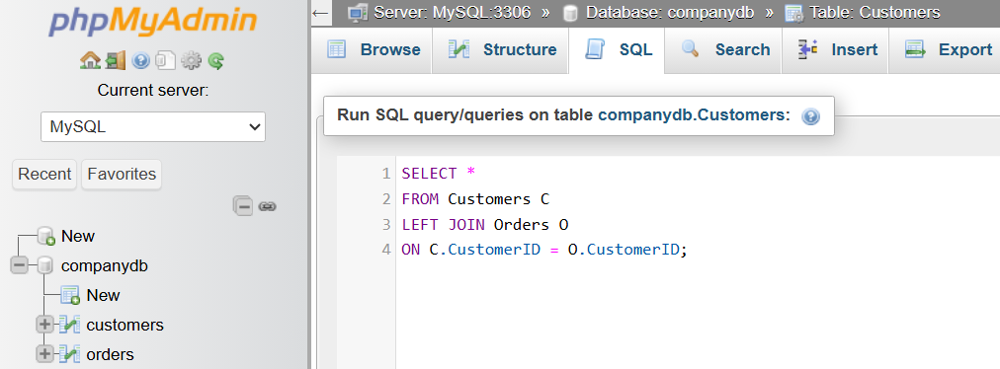 phpMyAdmin
Current server:
MySQL
Recent Favorites
New
companydb
New
customers
orders
Server: MySQL:3306 » Database: companydb » Table: Customers
Browse Structure SQL Search Insert Export
Run SQL query/queries on table companydb.Customers:
1 SELECT *
2 FROM Customers C
3 LEFT JOIN Orders O
4 ON C.CustomerID = O.CustomerID;